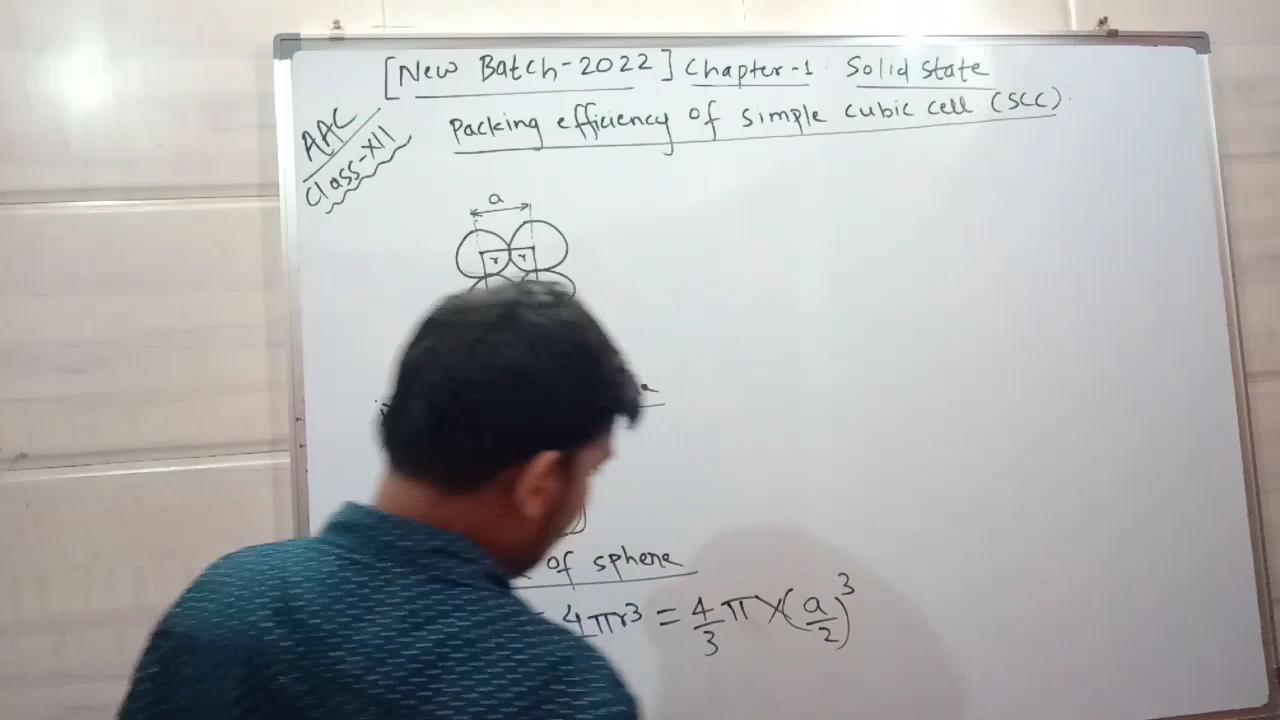 [New Batch-2022] Chapter-1 Solid state
AAC
Class-XII
Packing efficiency of simple cubic cell (SCC).
a
r r
a
of sphere
= 4πr³ = 4/3 π × (a/2)³